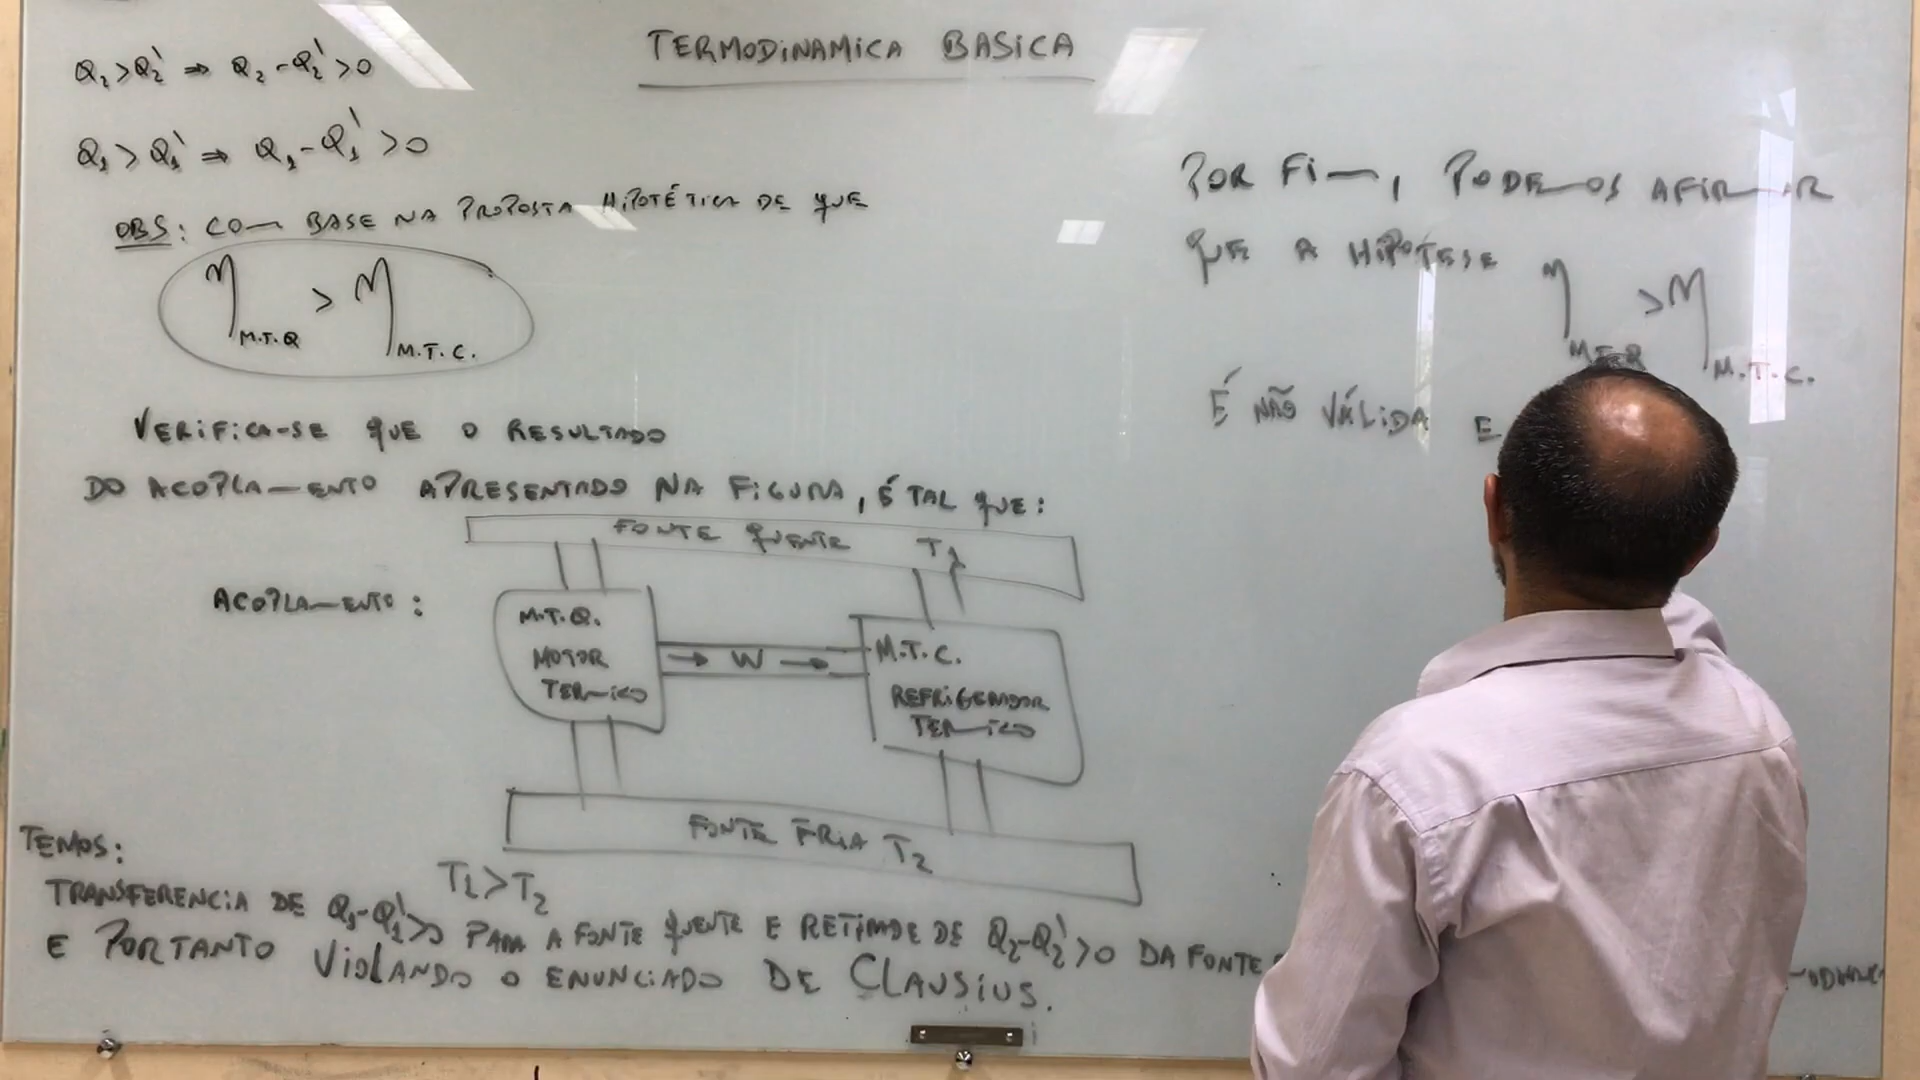 TERMODINAMICA BASICA
Q₂>Q₂' ⇒ Q₂-Q₂'>0
Q₁>Q₁' ⇒ Q₁-Q₁'>0
OBS: COM BASE NA PROPOSTA HIPOTÉTICA DE QUE
η M.T.Q > η M.T.C.
VERIFICA-SE QUE O RESULTADO
DO ACOPLAMENTO APRESENTADO NA FIGURA, É TAL QUE:
FONTE QUENTE T₁
ACOPLAMENTO:
M.T.Q.
MOTOR
TERMICO
→ W →
M.T.C.
REFRIGERADOR
TERMICO
FONTE FRIA T₂
T₁>T₂
TEMOS:
TRANSFERENCIA DE Q₁-Q₁'>0 PARA A FONTE QUENTE E RETIRADE DE Q₂-Q₂'>0 DA FONTE
E PORTANTO VIOLANDO O ENUNCIADO DE CLAUSIUS.
POR FIM, PODEMOS AFIRMAR
QUE A HIPOTESE η M.T.Q > η M.T.C.
É NÃO VÁLIDA E